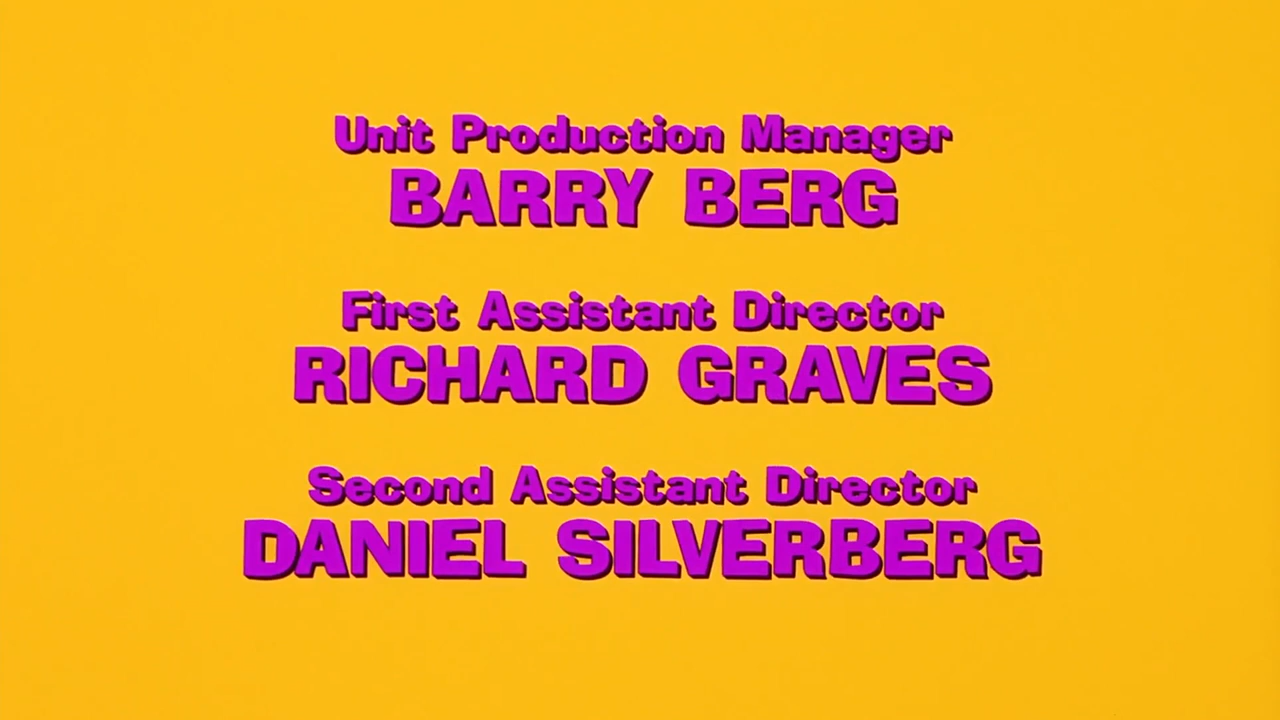 Unit Production Manager
BARRY BERG
First Assistant Director
RICHARD GRAVES
Second Assistant Director
DANIEL SILVERBERG